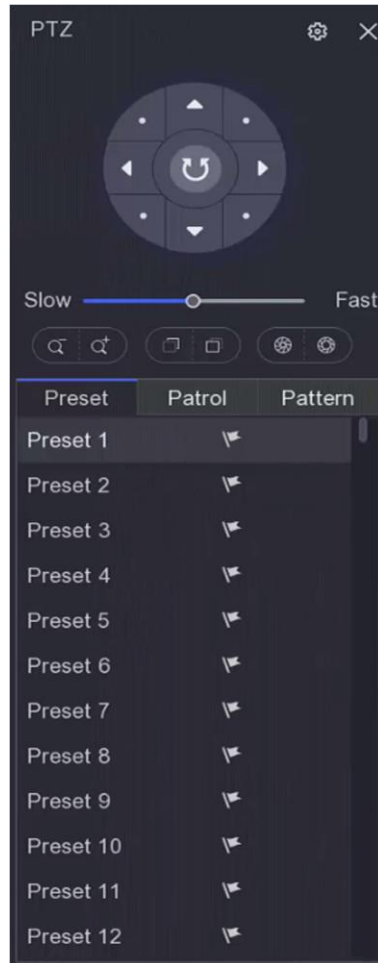 PTZ
Slow Fast
Preset Patrol Pattern
Preset 1
Preset 2
Preset 3
Preset 4
Preset 5
Preset 6
Preset 7
Preset 8
Preset 9
Preset 10
Preset 11
Preset 12